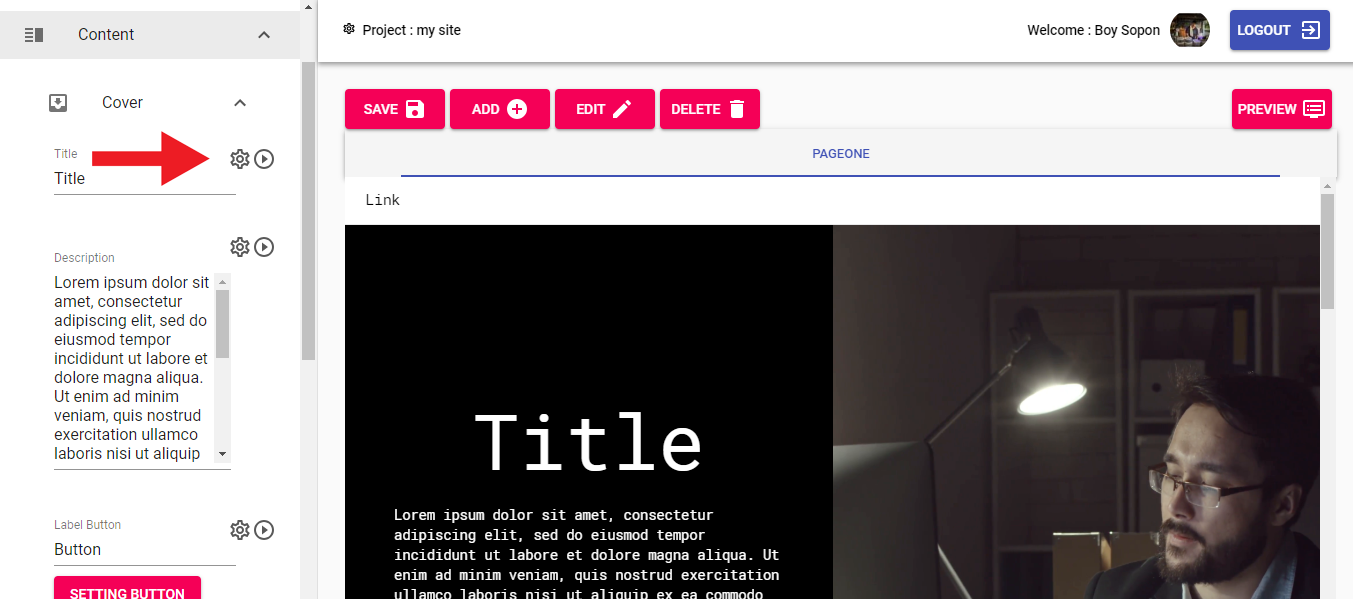 Content
Project : my site
Welcome : Boy Sopon
LOGOUT
Cover
SAVE
ADD
EDIT
DELETE
PREVIEW
Title
Title
PAGEONE
Link
Description
Lorem ipsum dolor sit
amet, consectetur
adipiscing elit, sed do
eiusmod tempor
incididunt ut labore et
dolore magna aliqua.
Ut enim ad minim
veniam, quis nostrud
exercitation ullamco
laboris nisi ut aliquip
Label Button
Button
SETTING BUTTON
Title
Lorem ipsum dolor sit amet, consectetur
adipiscing elit, sed do eiusmod tempor
incididunt ut labore et dolore magna aliqua. Ut
enim ad minim veniam, quis nostrud exercitation
ullamco laboris nisi ut aliquip ex ea commodo